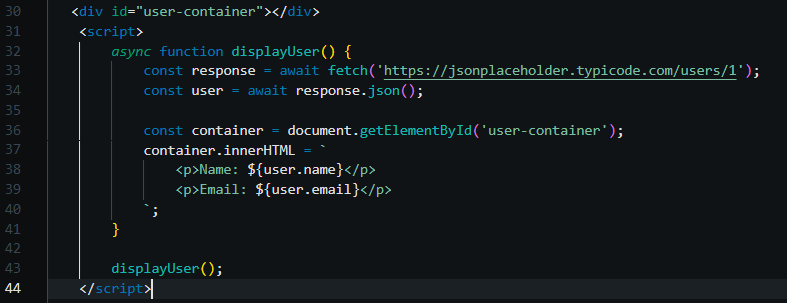 30 <div id="user-container"></div>
31 <script>
32 async function displayUser() {
33 const response = await fetch('https://jsonplaceholder.typicode.com/users/1');
34 const user = await response.json();
35
36 const container = document.getElementById('user-container');
37 container.innerHTML = `
38 <p>Name: ${user.name}</p>
39 <p>Email: ${user.email}</p>
40 `;
41 }
42
43 displayUser();
44 </script>